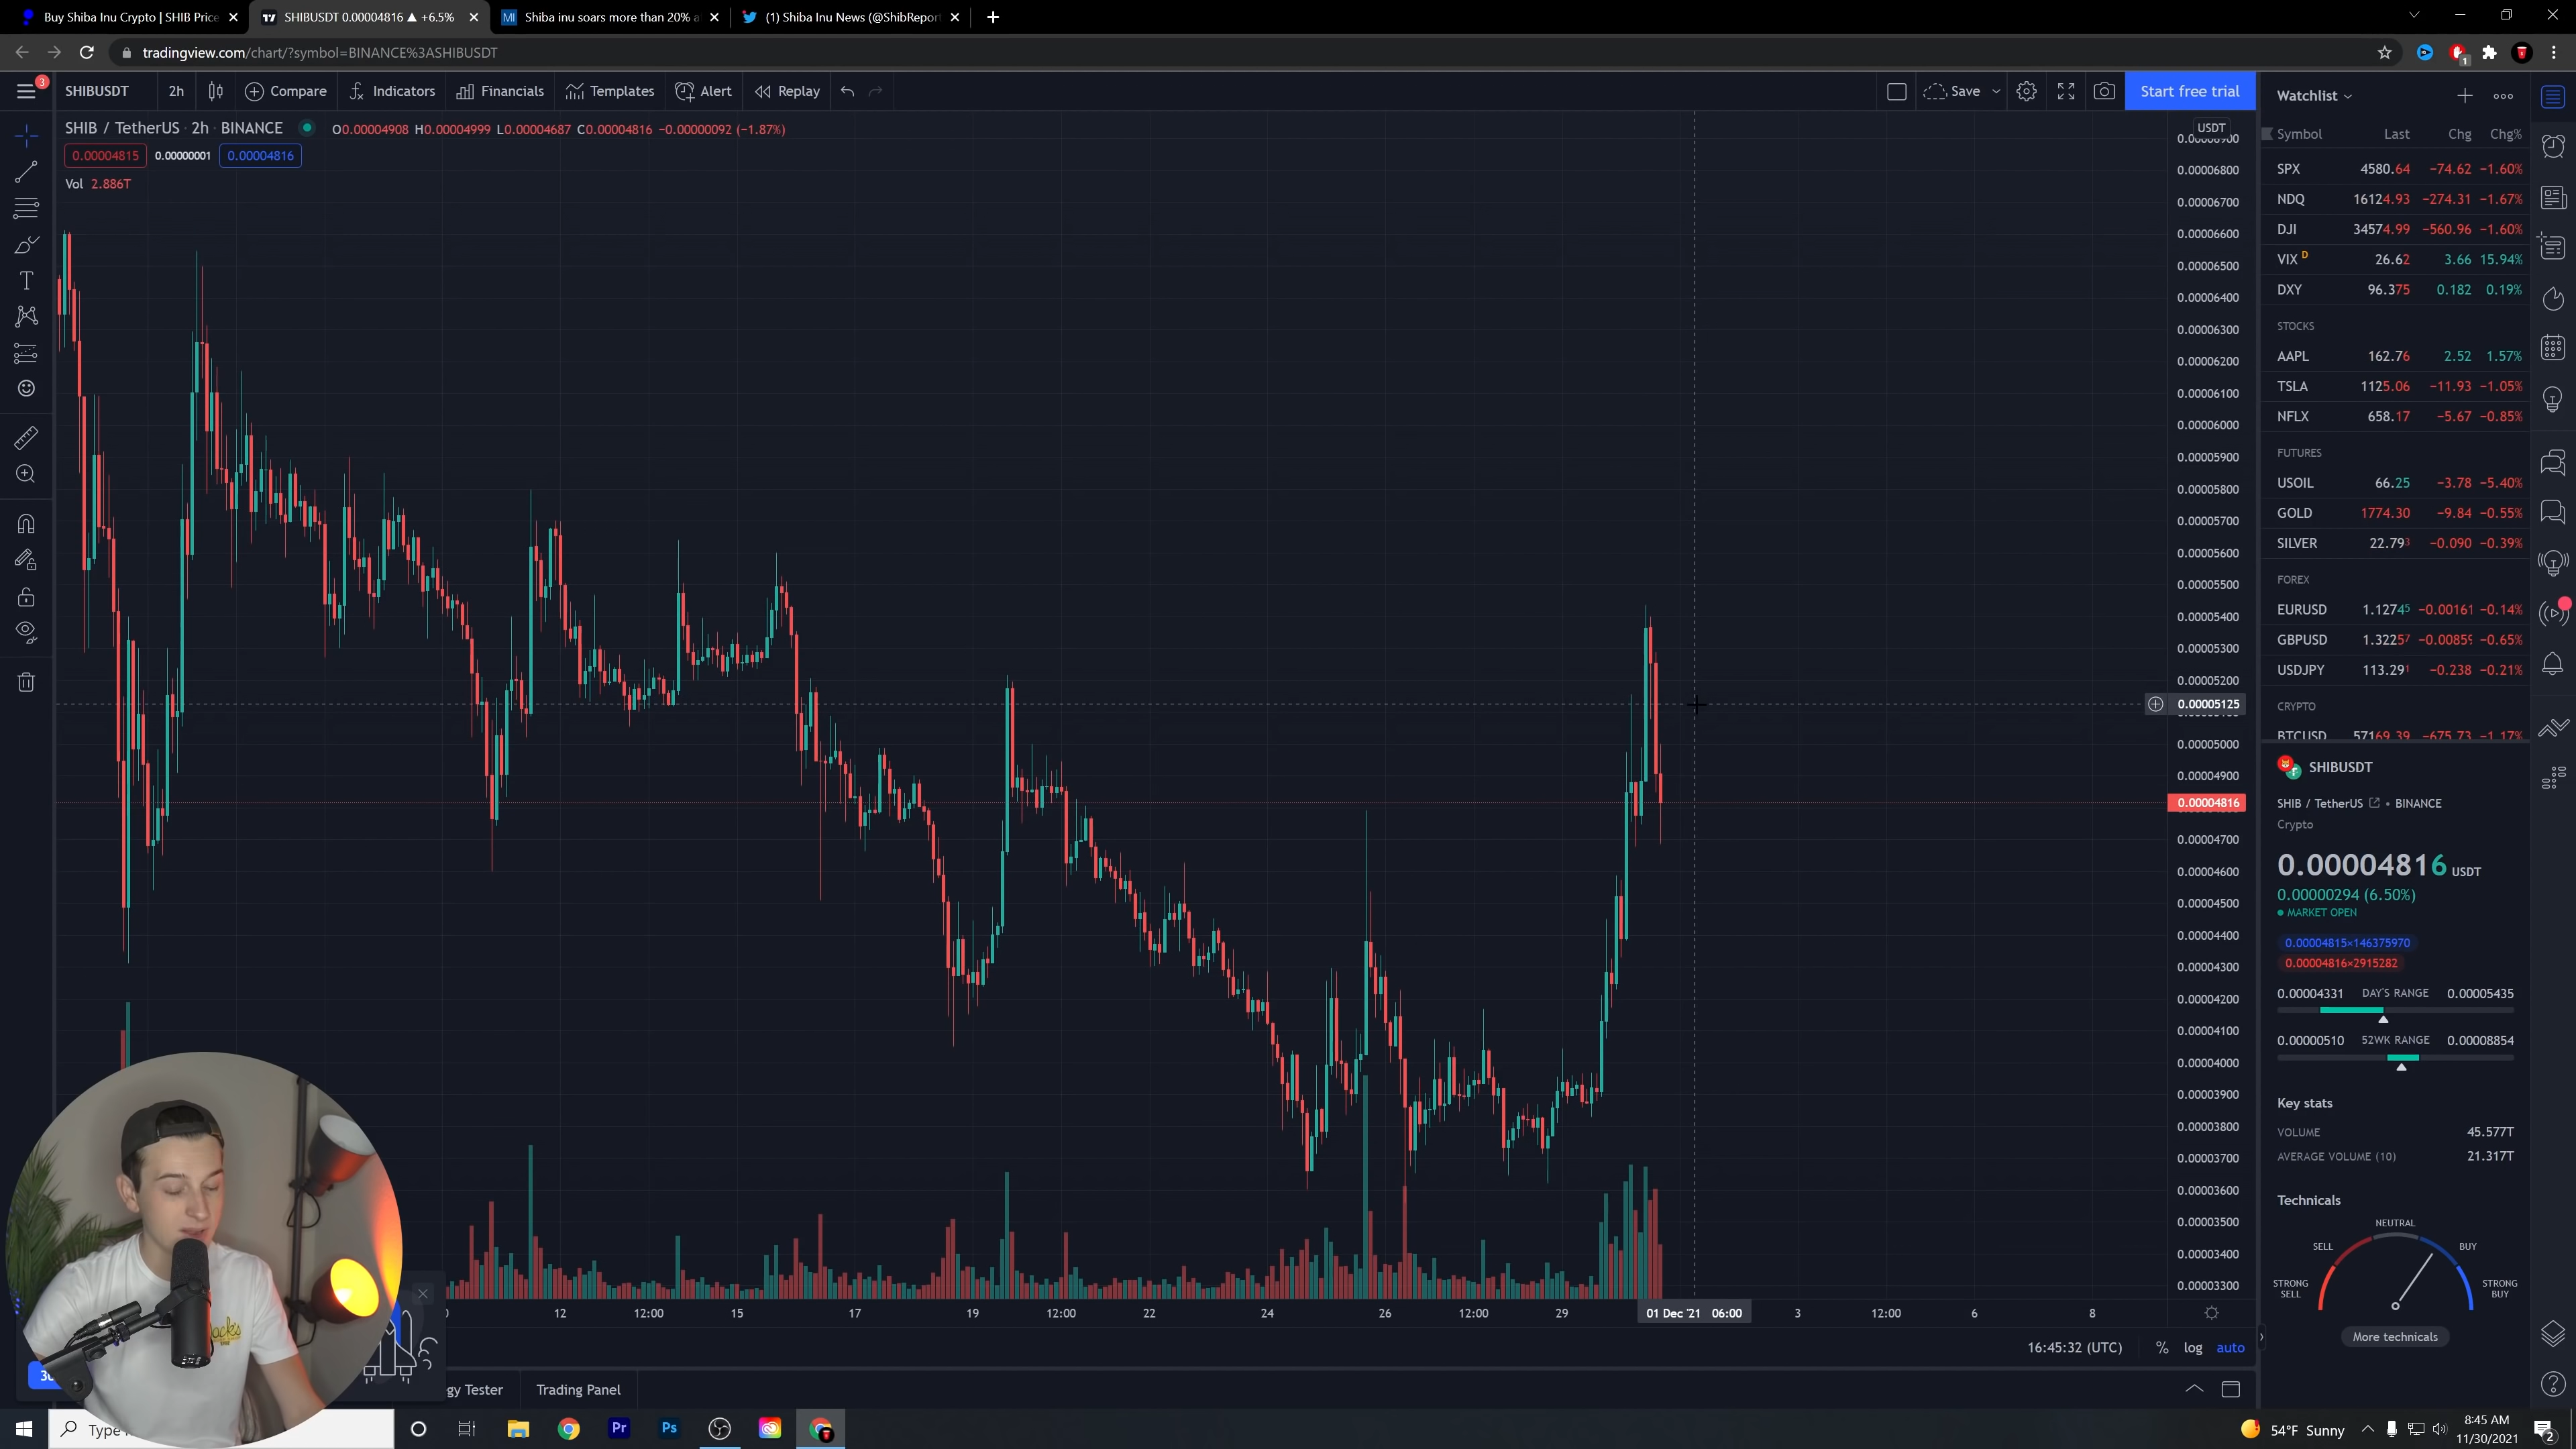 Buy Shiba Inu Crypto | SHIB Price
SHIBUSDT 0.00004816 ▲ +6.5%
Shiba inu soars more than 20% a
(1) Shiba Inu News (@ShibReport
tradingview.com/chart/?symbol=BINANCE%3ASHIBUSDT
1
3
SHIBUSDT 2h Compare Indicators Financials Templates Alert Replay Save Start free trial
SHIB / TetherUS · 2h · BINANCE O0.00004908 H0.00004999 L0.00004687 C0.00004816 −0.00000092 (−1.87%)
0.00004815 0.00000001 0.00004816
Vol 2.886T
USDT
0.00006800
0.00006700
0.00006600
0.00006500
0.00006400
0.00006300
0.00006200
0.00006100
0.00006000
0.00005900
0.00005800
0.00005700
0.00005600
0.00005500
0.00005400
0.00005300
0.00005200
0.00005125
0.00005000
0.00004900
0.00004816
0.00004700
0.00004600
0.00004500
0.00004400
0.00004300
0.00004200
0.00004100
0.00004000
0.00003900
0.00003800
0.00003700
0.00003600
0.00003500
0.00003400
0.00003300
12 12:00 15 17 19 12:00 22 24 26 12:00 29 01 Dec '21 06:00 3 12:00 6 8
16:45:32 (UTC) % log auto
gy Tester Trading Panel
Watchlist
Symbol Last Chg Chg%
SPX 4580.64 −74.62 −1.60%
NDQ 16124.93 −274.31 −1.67%
DJI 34574.99 −560.96 −1.60%
VIX D 26.62 3.66 15.94%
DXY 96.375 0.182 0.19%
STOCKS
AAPL 162.76 2.52 1.57%
TSLA 1125.06 −11.93 −1.05%
NFLX 658.17 −5.67 −0.85%
FUTURES
USOIL 66.25 −3.78 −5.40%
GOLD 1774.30 −9.84 −0.55%
SILVER 22.793 −0.090 −0.39%
FOREX
EURUSD 1.12745 −0.00161 −0.14%
GBPUSD 1.32257 −0.00859 −0.65%
USDJPY 113.291 −0.238 −0.21%
CRYPTO
BTCUSD 57169.39 −675.73 −1.17%
SHIBUSDT
SHIB / TetherUS • BINANCE
Crypto
0.00004816 USDT
0.00000294 (6.50%)
MARKET OPEN
0.00004815×146375970
0.00004816×2915282
0.00004331 DAY'S RANGE 0.00005435
0.00000510 52WK RANGE 0.00008854
Key stats
VOLUME 45.577T
AVERAGE VOLUME (10) 21.317T
Technicals
NEUTRAL
SELL BUY
STRONG SELL STRONG BUY
More technicals
Type
Pr
Ps
54°F Sunny
8:45 AM
11/30/2021
2